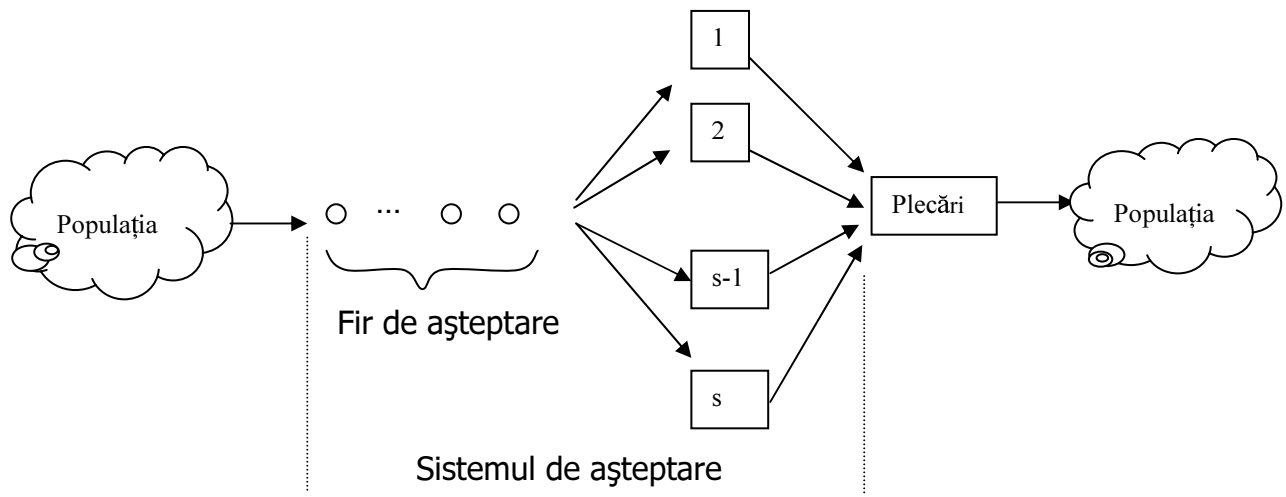 1
2
Populația
...
Plecări
Populația
s-1
Fir de aşteptare
s
Sistemul de aşteptare